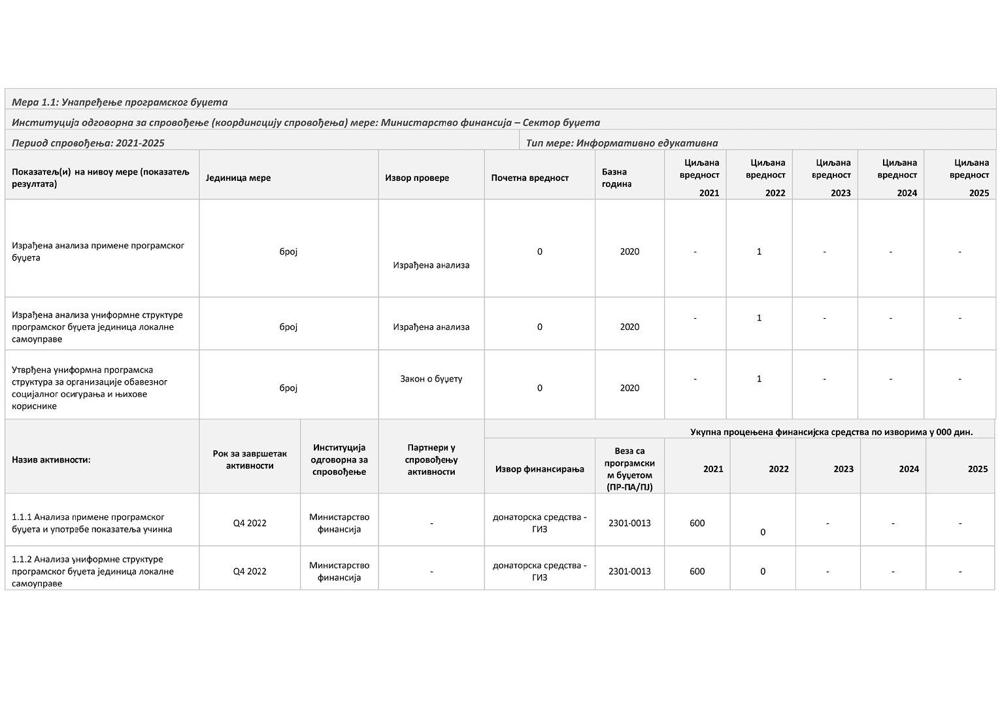 Мера 1.1: Унапређење програмског буџета
Институција одговорна за спровођење (координацију спровођења) мере: Министарство финансија – Сектор буџета
Период спровођења: 2021-2025
Тип мере: Информативно едукативна
Показатељ(и) на нивоу мере (показатељ
резултата)
Јединица мере
Извор провере
Почетна вредност
Базна
година
Циљана
вредност
2021
Циљана
вредност
2022
Циљана
вредност
2023
Циљана
вредност
2024
Циљана
вредност
2025
Израђена анализа примене програмског
буџета
број
Израђена анализа
0
2020
-
1
-
-
-
Израђена анализа униформне структуре
програмског буџета јединица локалне
самоуправе
број
Израђена анализа
0
2020
-
1
-
-
-
Утврђена униформна програмска
структура за организације обавезног
социјалног осигурања и њихове
кориснике
број
Закон о буџету
0
2020
-
1
-
-
-
Назив активности:
Рок за завршетак
активности
Институција
одговорна за
спровођење
Партнери у
спровођењу
активности
Укупна процењена финансијска средства по изворима у 000 дин.
Извор финансирања
Веза са
програмски
м буџетом
(ПР-ПА/ПЈ)
2021
2022
2023
2024
2025
1.1.1 Анализа примене програмског
буџета и употребе показатеља учинка
Q4 2022
Министарство
финансија
-
донаторска средства -
ГИЗ
2301-0013
600
0
-
-
-
1.1.2 Анализа униформне структуре
програмског буџета јединица локалне
самоуправе
Q4 2022
Министарство
финансија
-
донаторска средства -
ГИЗ
2301-0013
600
0
-
-
-